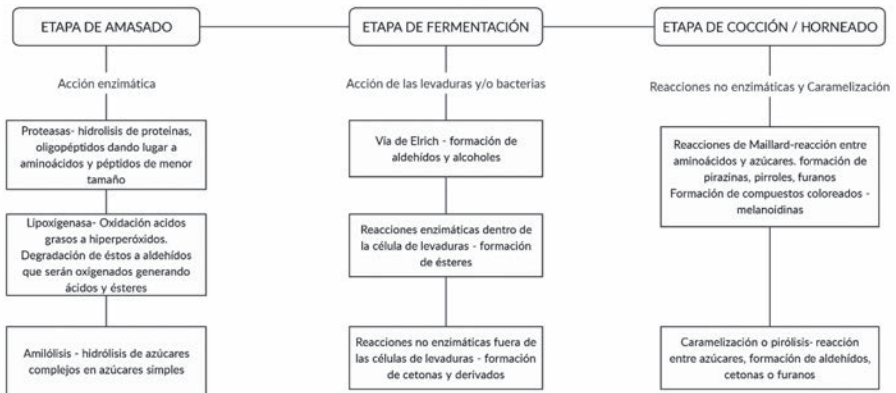 ETAPA DE AMASADO
Acción enzimática
Proteasas- hidrolisis de proteinas,
oligopéptidos dando lugar a
aminoácidos y péptidos de menor
tamaño
Lipoxigenasa- Oxidación acidos
grasos a hiperperóxidos.
Degradación de éstos a aldehídos
que serán oxigenados generando
ácidos y ésteres
Amilólisis - hidrólisis de azúcares
complejos en azúcares simples
ETAPA DE FERMENTACIÓN
Acción de las levaduras y/o bacterias
Vía de Elrich - formación de
aldehídos y alcoholes
Reacciones enzimáticas dentro de
la célula de levaduras - formación
de ésteres
Reacciones no enzimáticas fuera de
las células de levaduras - formación
de cetonas y derivados
ETAPA DE COCCIÓN / HORNEADO
Reacciones no enzimáticas y Caramelización
Reacciones de Maillard-reacción entre
aminoácidos y azúcares. formación de
pirazinas, pirroles, furanos
Formación de compuestos coloreados -
melanoidinas
Caramelización o pirólisis- reacción
entre azúcares, formación de aldehídos,
cetonas o furanos